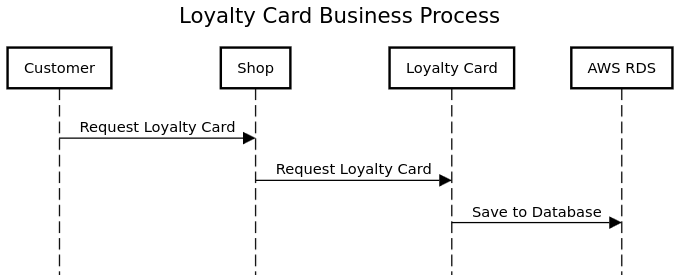 Loyalty Card Business Process
Customer
Shop
Loyalty Card
AWS RDS
Request Loyalty Card
Request Loyalty Card
Save to Database